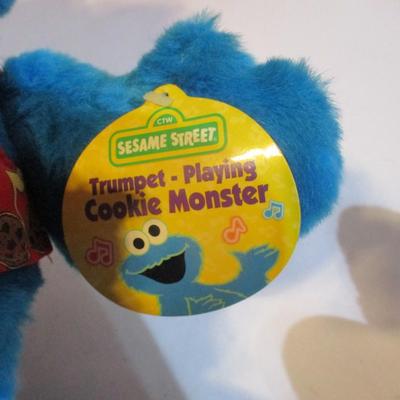 CTW
SESAME STREET
Trumpet - Playing
Cookie Monster